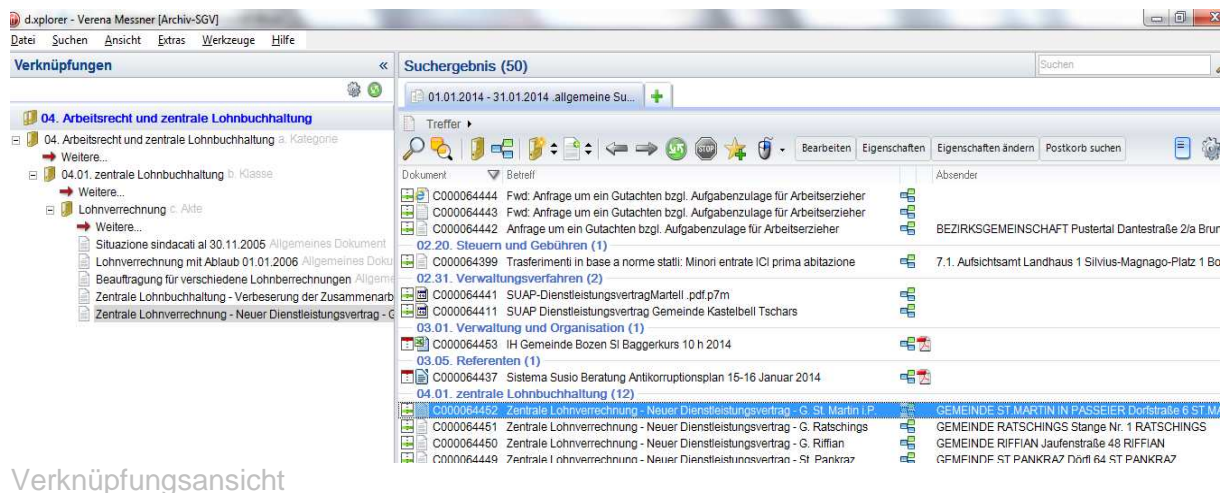 d.xplorer - Verena Messner [Archiv-SGV]
Datei Suchen Ansicht Extras Werkzeuge Hilfe
Verknüpfungen «
04. Arbeitsrecht und zentrale Lohnbuchhaltung
04. Arbeitsrecht und zentrale Lohnbuchhaltung a. Kategorie
Weitere...
04.01. zentrale Lohnbuchhaltung b. Klasse
Weitere...
Lohnverrechnung c. Akte
Weitere...
Situazione sindacati al 30.11.2005 Allgemeines Dokument
Lohnverrechnung mit Ablaub 01.01.2006 Allgemeines Doku
Beauftragung für verschiedene Lohnberrechnungen Allgeme
Zentrale Lohnbuchhaltung - Verbeserung der Zusammenarb
Zentrale Lohnverrechnung - Neuer Dienstleistungsvertrag - G
Suchergebnis (50) Suchen
01.01.2014 - 31.01.2014 .allgemeine Su...
Treffer
STOP Bearbeiten Eigenschaften Eigenschaften ändern Postkorb suchen
Dokument Betreff Absender
C000064444 Fwd: Anfrage um ein Gutachten bzgl. Aufgabenzulage für Arbeitserzieher
C000064443 Fwd: Anfrage um ein Gutachten bzgl. Aufgabenzulage für Arbeitserzieher
C000064442 Anfrage um ein Gutachten bzgl. Aufgabenzulage für Arbeitserzieher BEZIRKSGEMEINSCHAFT Pustertal Dantestraße 2/a Brun
02.20. Steuern und Gebühren (1)
C000064399 Trasferimenti in base a norme statli: Minori entrate ICI prima abitazione 7.1. Aufsichtsamt Landhaus 1 Silvius-Magnago-Platz 1 Bo
02.31. Verwaltungsverfahren (2)
C000064441 SUAP-DienstleistungsvertragMartell .pdf.p7m
C000064411 SUAP Dienstleistungsvertrag Gemeinde Kastelbell Tschars
03.01. Verwaltung und Organisation (1)
C000064453 IH Gemeinde Bozen SI Baggerkurs 10 h 2014
03.05. Referenten (1)
C000064437 Sistema Susio Beratung Antikorruptionsplan 15-16 Januar 2014
04.01. zentrale Lohnbuchhaltung (12)
C000064452 Zentrale Lohnverrechnung - Neuer Dienstleistungsvertrag - G. St. Martin i.P. GEMEINDE ST.MARTIN IN PASSEIER Dorfstraße 6 ST.MA
C000064451 Zentrale Lohnverrechnung - Neuer Dienstleistungsvertrag - G. Ratschings GEMEINDE RATSCHINGS Stange Nr. 1 RATSCHINGS
C000064450 Zentrale Lohnverrechnung - Neuer Dienstleistungsvertrag - G. Riffian GEMEINDE RIFFIAN Jaufenstraße 48 RIFFIAN
C000064449 Zentrale Lohnverrechnung - Neuer Dienstleistungsvertrag - St. Pankraz GEMEINDE ST.PANKRAZ Dörfl 64 ST.PANKRAZ
Verknüpfungsansicht